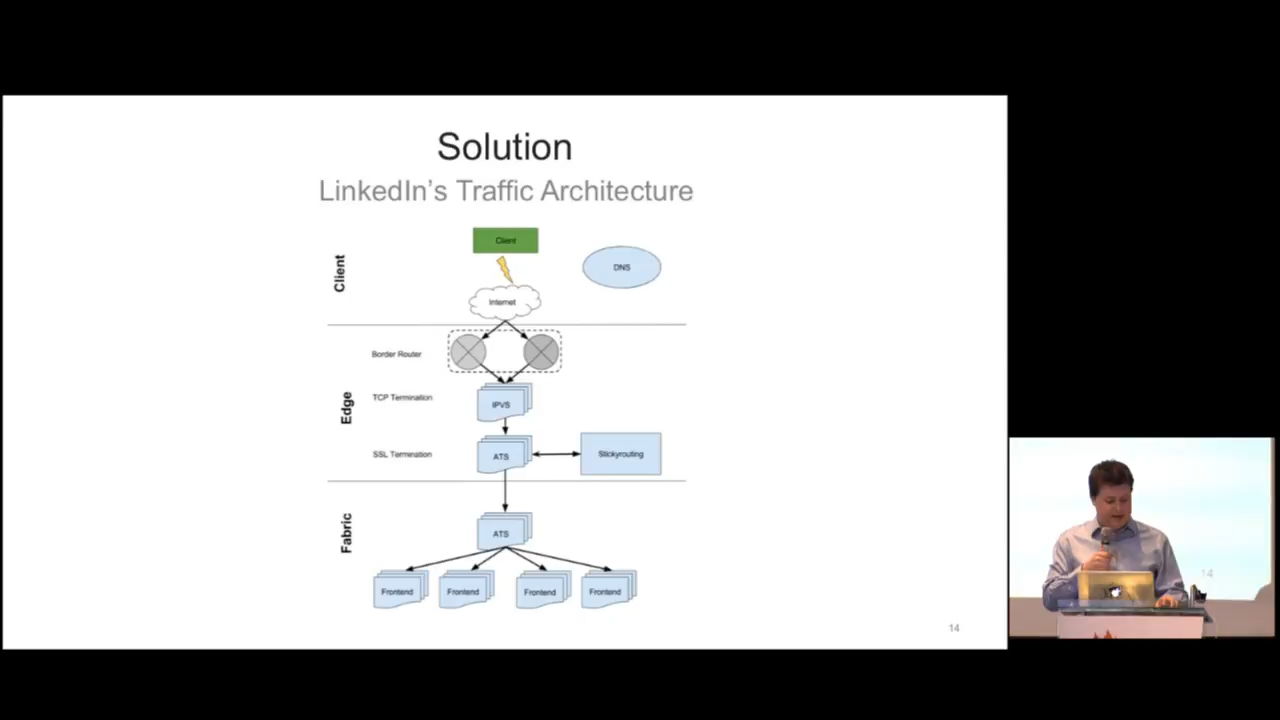 Solution
LinkedIn's Traffic Architecture
Client
Client
DNS
Internet
Edge
Border Router
TCP Termination
IPVS
SSL Termination
ATS
Stickyrouting
Fabric
ATS
Frontend
Frontend
Frontend
Frontend
14
14